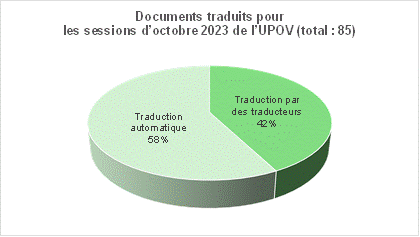 Documents traduits pour
les sessions d'octobre 2023 de l'UPOV (total : 85)
Traduction par
des traducteurs
42%
Traduction
automatique
58%